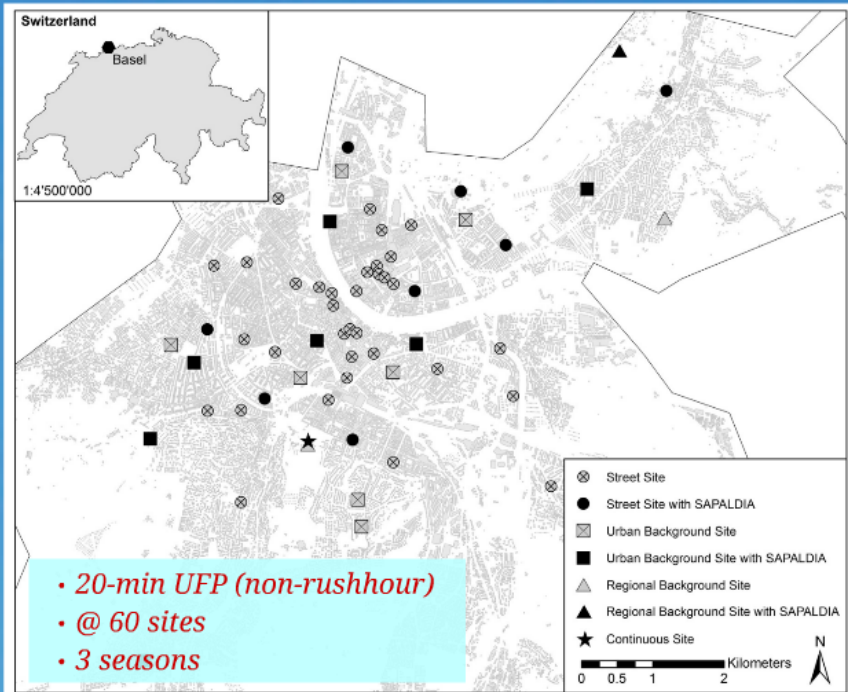 Switzerland
Basel
1:4'500'000
• 20-min UFP (non-rushhour)
• @ 60 sites
• 3 seasons
Street Site
Street Site with SAPALDIA
Urban Background Site
Urban Background Site with SAPALDIA
Regional Background Site
Regional Background Site with SAPALDIA
Continuous Site
N
Kilometers
0 0.5 1 2